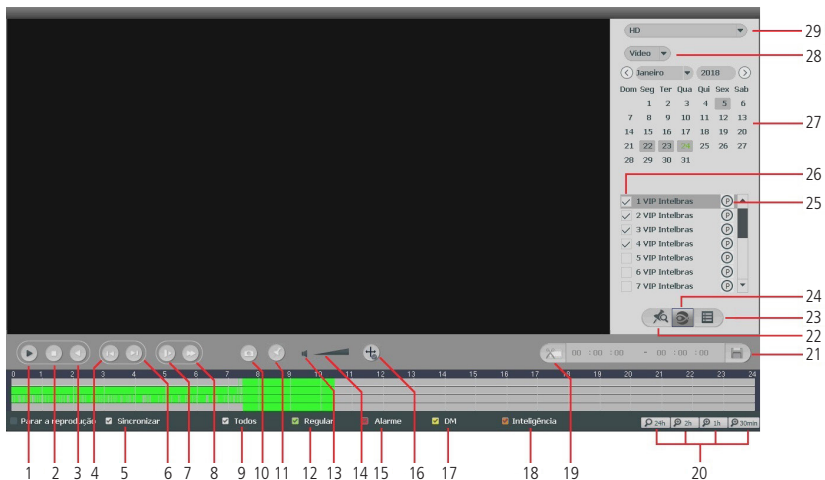 HD
29
Video
28
Janeiro 2018
Dom Seg Ter Qua Qui Sex Sab
1 2 3 4 5 6
7 8 9 10 11 12 13
27
14 15 16 17 18 19 20
21 22 23 24 25 26 27
28 29 30 31
26
1 VIP Intelbras P
25
2 VIP Intelbras P
3 VIP Intelbras P
4 VIP Intelbras P
5 VIP Intelbras P
6 VIP Intelbras P
7 VIP Intelbras P
24
23
22
00 : 00 : 00 - 00 : 00 : 00
21
0 1 2 3 4 5 6 7 8 9 10 11 12 13 14 15 16 17 18 19 20 21 22 23 24
Parar a reprodução Sincronizar Todos Regular Alarme DM Inteligência 24h 2h 1h 30min
1 2 3 4 5 6 7 8 9 10 11 12 13 14 15 16 17 18 19 20